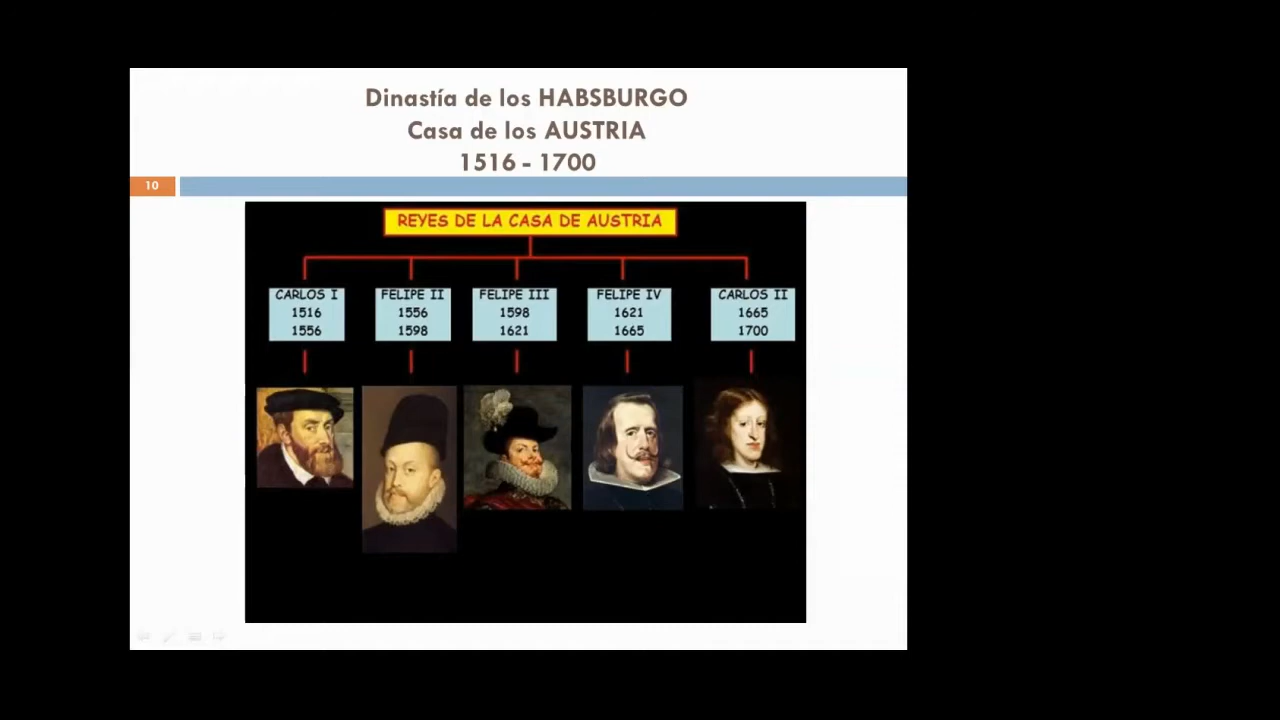 Dinastía de los HABSBURGO
Casa de los AUSTRIA
1516 - 1700
10
REYES DE LA CASA DE AUSTRIA
CARLOS I
1516
1556
FELIPE II
1556
1598
FELIPE III
1598
1621
FELIPE IV
1621
1665
CARLOS II
1665
1700